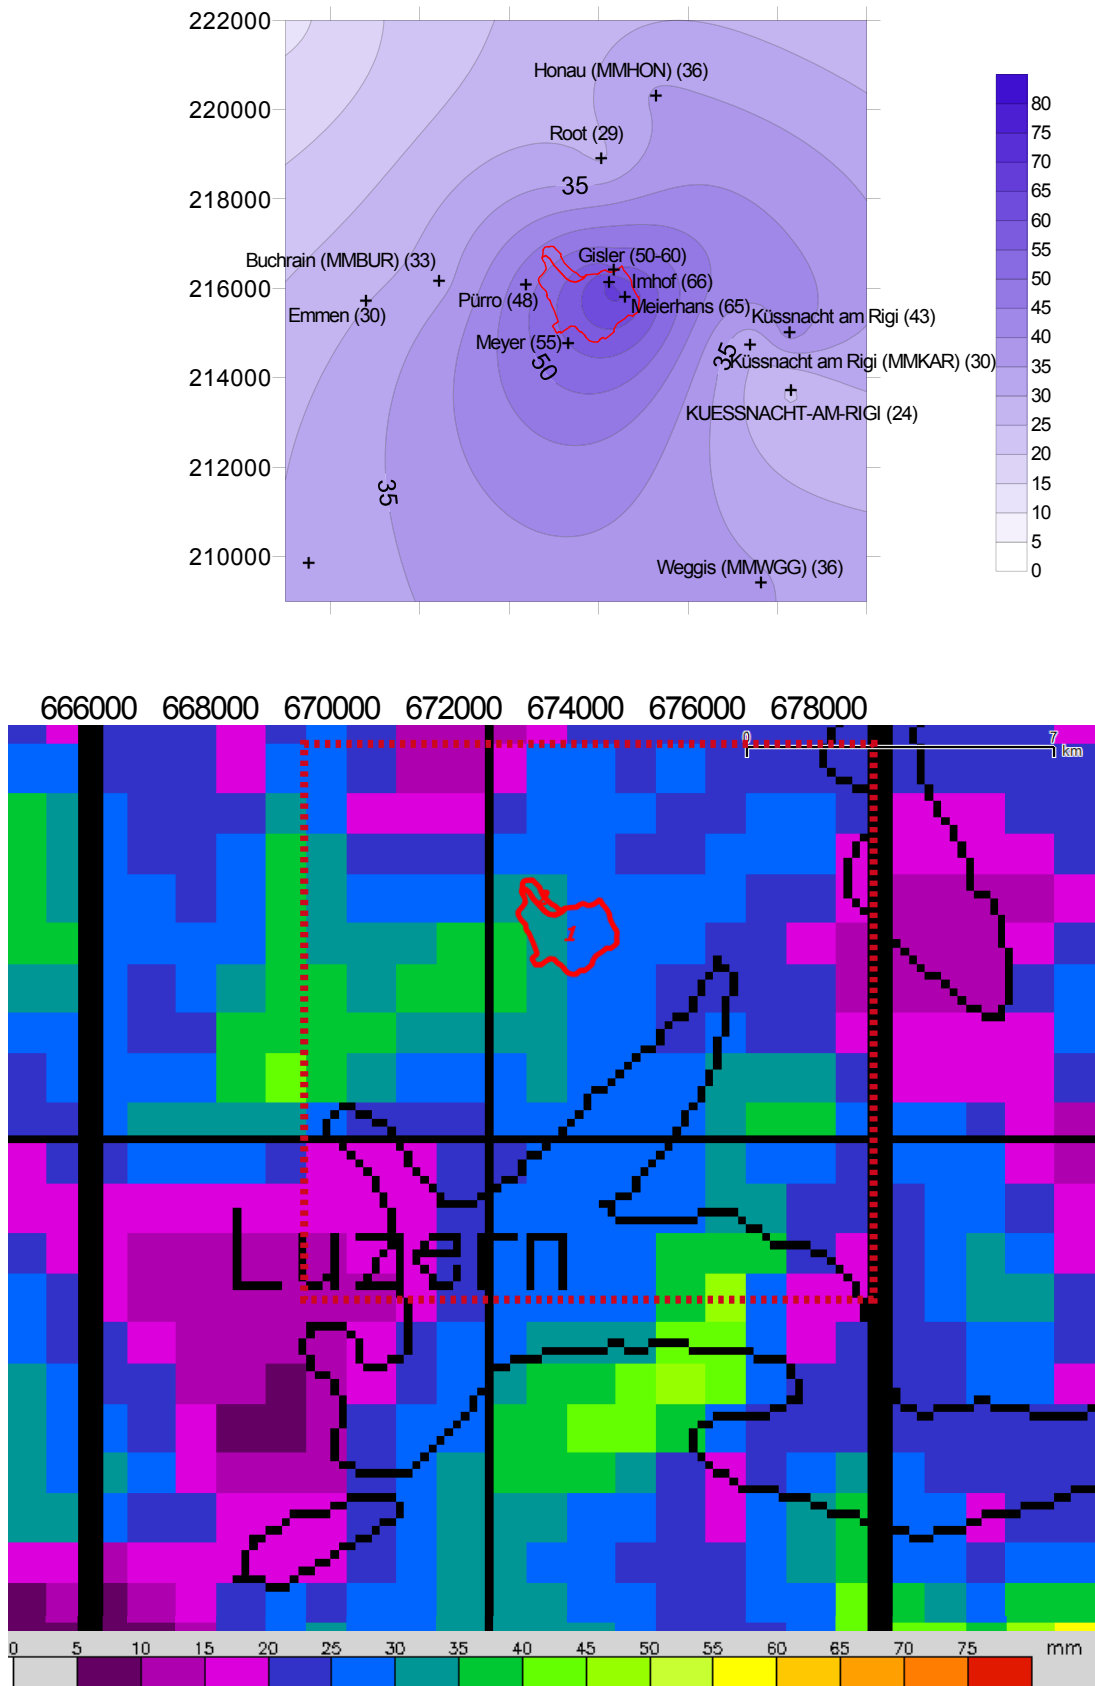 222000
Honau (MMHON) (36)
80
220000
75
Root (29)
70
35
65
218000
60
Gisler (50-60)
55
Buchrain (MMBUR) (33)
Imhof (66)
50
216000
Pürro (48)
Meierhans (65)
45
Emmen (30)
Küssnacht am Rigi (43)
40
Meyer (55)
35
Küssnacht am Rigi (MMKAR) (30)
35
214000
50
30
KUESSNACHT-AM-RIGI (24)
25
212000
35
20
15
210000
Weggis (MMWGG) (36)
10
5
0
666000 668000 670000 672000 674000 676000 678000
0 7
km
1
Luzern
0 5 10 15 20 25 30 35 40 45 50 55 60 65 70 75 mm